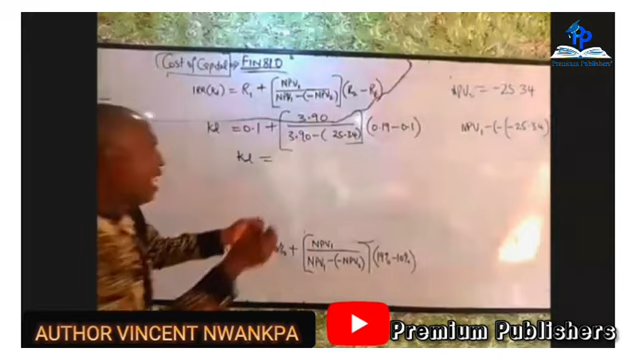 Premium Publishers
Cost of Capital FIN 810
IRR(Kd) = R1 + [NPV1 / NPV1 - (-NPV2)] (R2 - R1)
NPV2 = -25.34
Kd = 0.1 + [3.90 / 3.90 - ( 25.34)] (0.19 - 0.1)
NPV1 - (-(-25.34)
Kd =
+ [NPV1 / NPV1 - (-NPV2)] (19% - 10%)
AUTHOR VINCENT NWANKPA
Premium Publishers